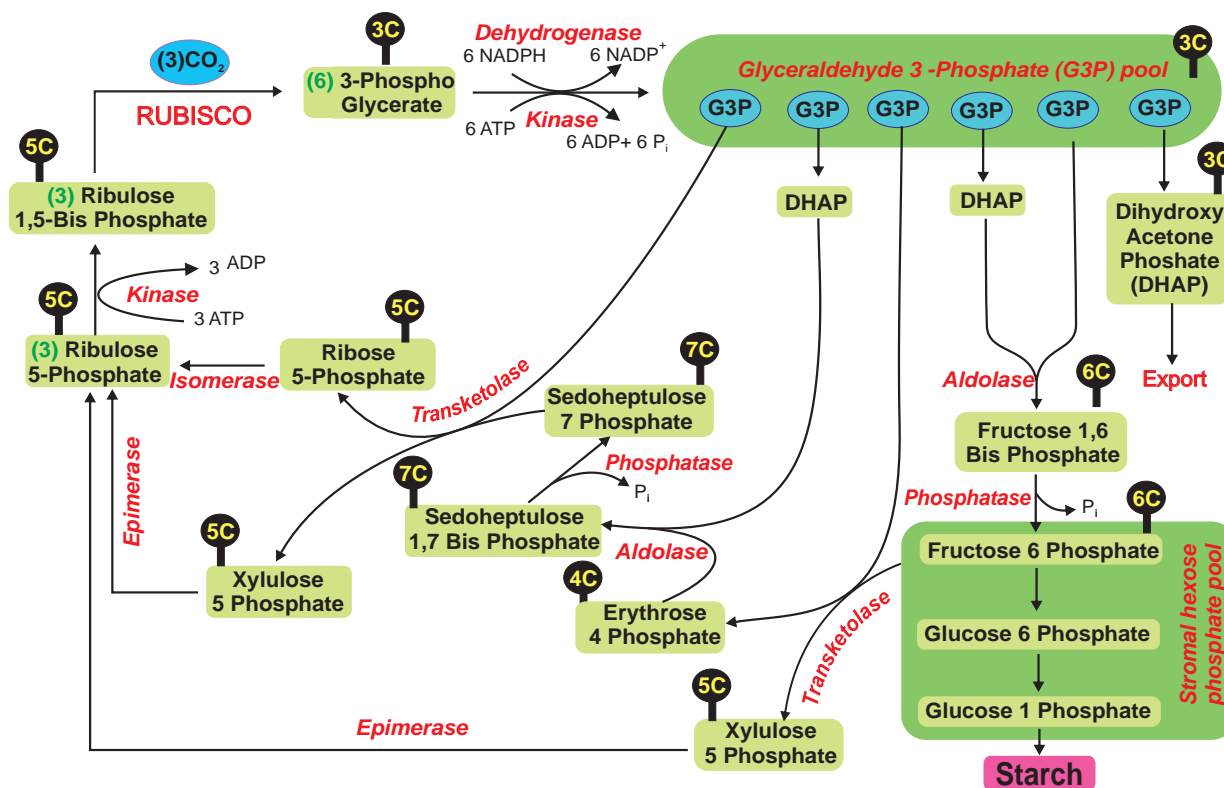 3C
Dehydrogenase
(3)CO2
6 NADPH
6 NADP+
(6) 3-Phospho
Glycerate
RUBISCO
6 ATP
Kinase
6 ADP+ 6 Pi
3C
Glyceraldehyde 3 -Phosphate (G3P) pool
G3P
G3P
G3P
G3P
G3P
G3P
5C
(3) Ribulose
1,5-Bis Phosphate
DHAP
DHAP
3C
Dihydroxy
Acetone
Phoshate
(DHAP)
Export
3 ADP
Kinase
3 ATP
5C
(3) Ribulose
5-Phosphate
Isomerase
5C
Ribose
5-Phosphate
Transketolase
7C
Sedoheptulose
7 Phosphate
Aldolase
6C
Fructose 1,6
Bis Phosphate
Phosphatase
Pi
7C
Sedoheptulose
1,7 Bis Phosphate
Phosphatase
Pi
6C
Fructose 6 Phosphate
Epimerase
5C
Xylulose
5 Phosphate
Aldolase
4C
Erythrose
4 Phosphate
Transketolase
Glucose 6 Phosphate
Stromal hexose
phosphate pool
Glucose 1 Phosphate
5C
Xylulose
5 Phosphate
Epimerase
Starch